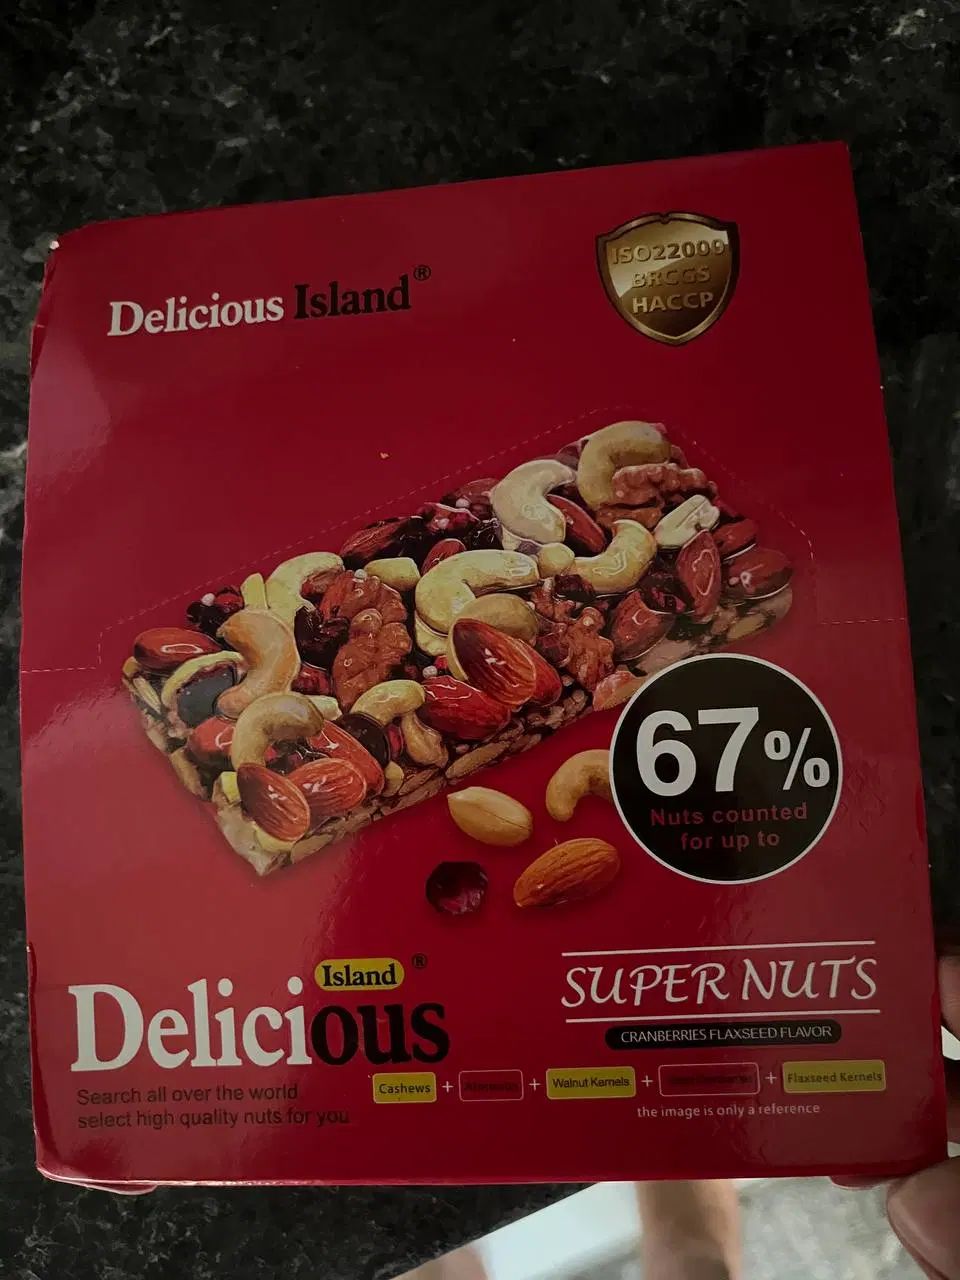 Delicious Island®
ISO22000
BRCGS
HACCP
67%
Nuts counted
for up to
Island ®
Delicious
Search all over the world
select high quality nuts for you
SUPER NUTS
CRANBERRIES FLAXSEED FLAVOR
Cashews + Almonds + Walnut Kernels + + Flaxseed Kernels
the image is only a reference